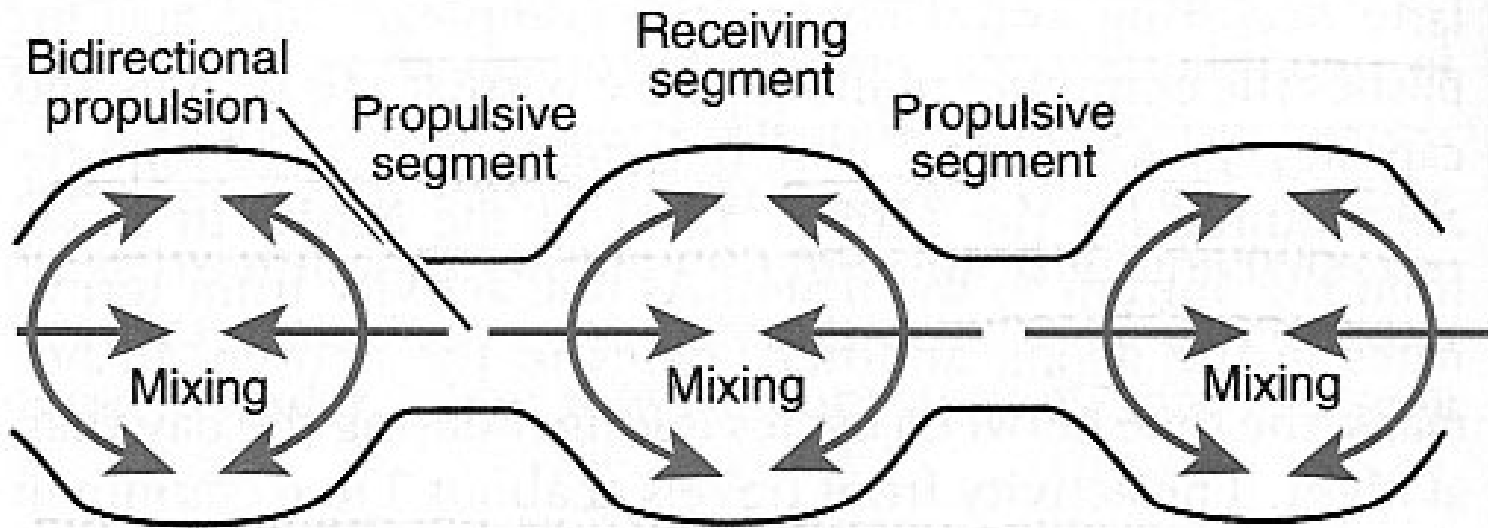 Bidirectional
propulsion
Propulsive
segment
Receiving
segment
Propulsive
segment
Mixing
Mixing
Mixing